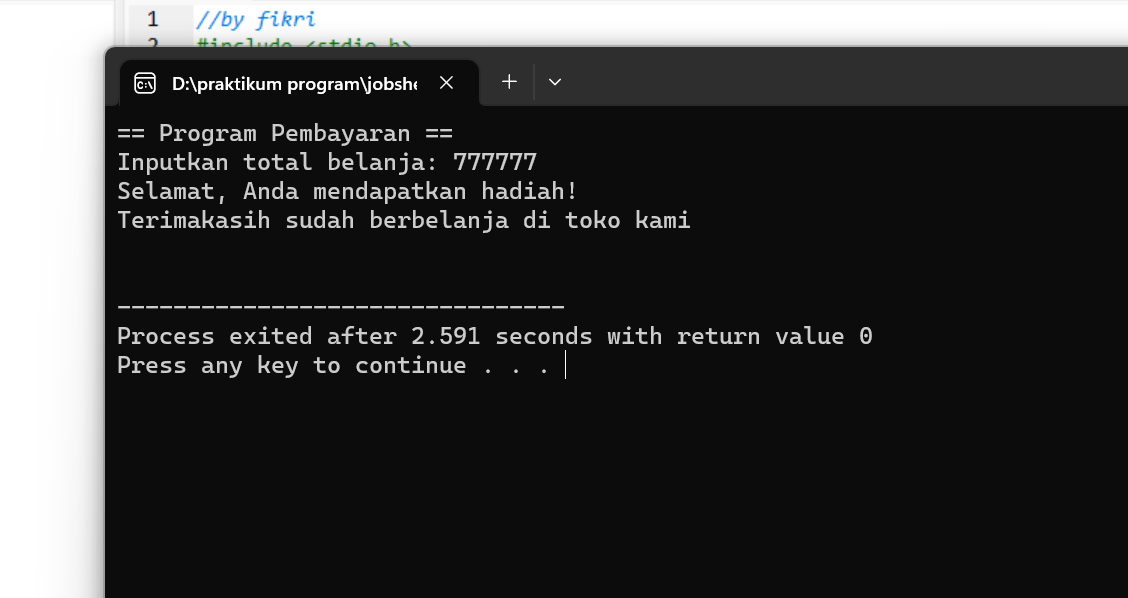 1 //by fikri
2 #include <stdio.h>
D:\praktikum program\jobshe
== Program Pembayaran ==
Inputkan total belanja: 777777
Selamat, Anda mendapatkan hadiah!
Terimakasih sudah berbelanja di toko kami
--------------------------------
Process exited after 2.591 seconds with return value 0
Press any key to continue . . .